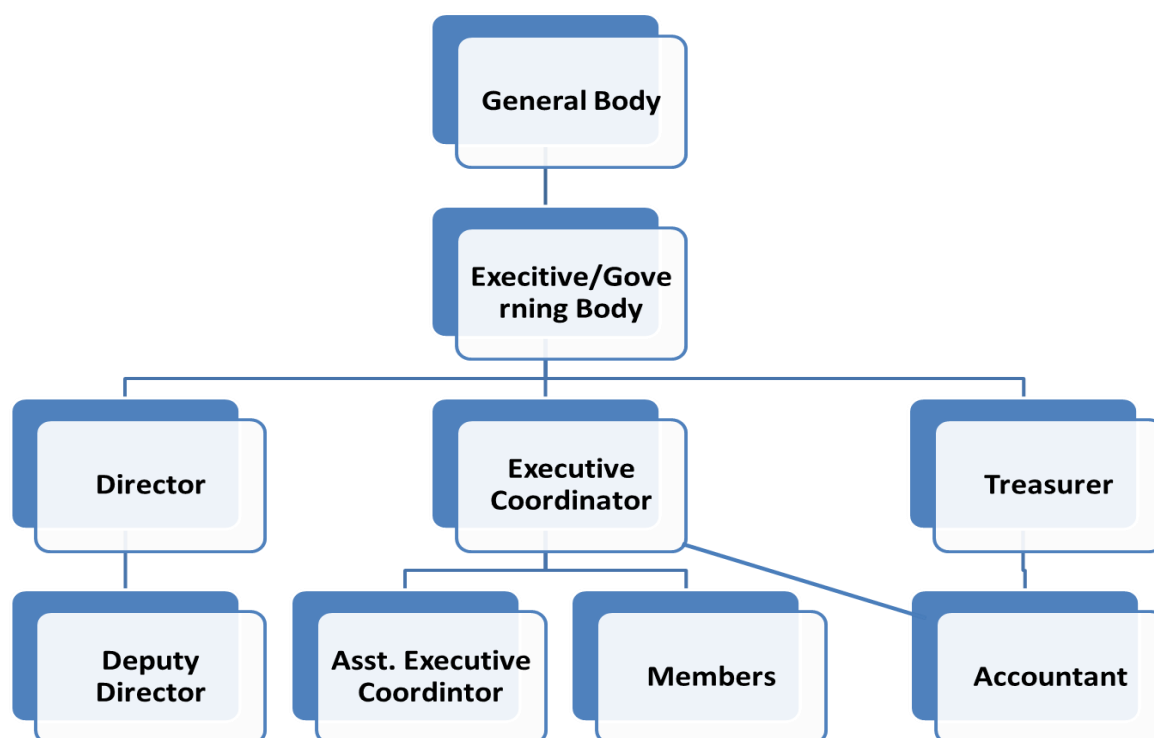 General Body
Execitive/Gove
rning Body
Director
Executive
Coordinator
Treasurer
Deputy
Director
Asst. Executive
Coordintor
Members
Accountant